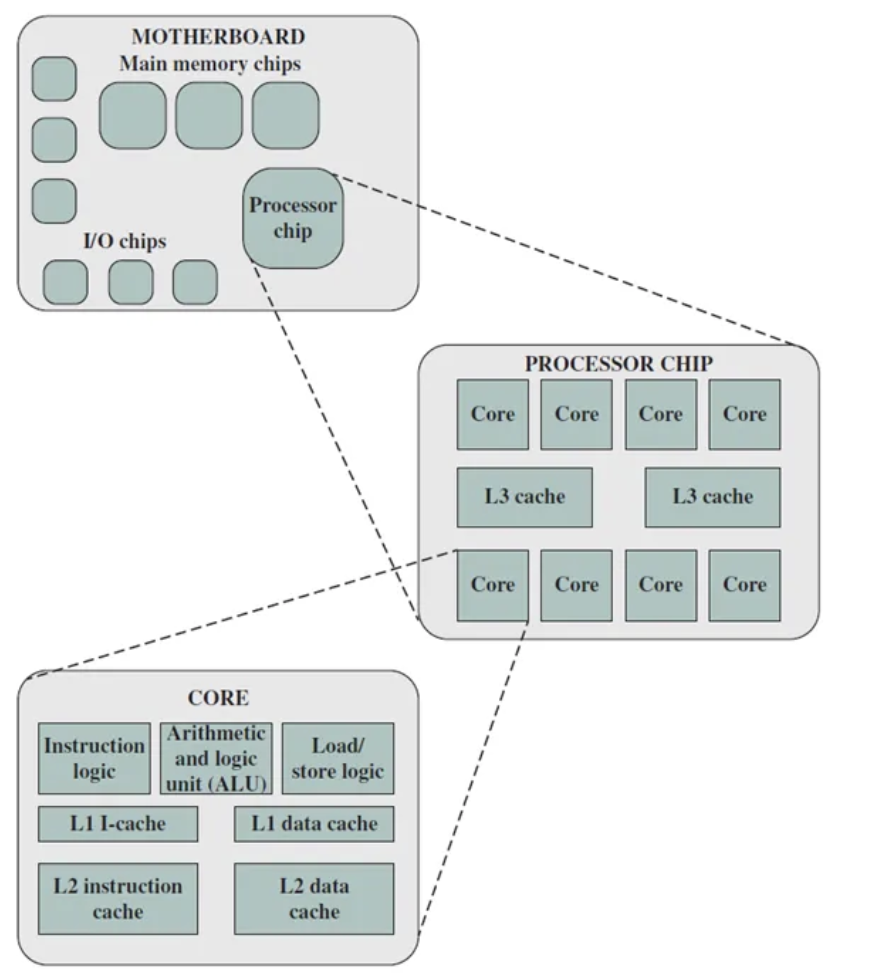 MOTHERBOARD
Main memory chips
Processor
chip
I/O chips
PROCESSOR CHIP
Core
Core
Core
Core
L3 cache
L3 cache
Core
Core
Core
Core
CORE
Instruction
logic
Arithmetic
and logic
unit (ALU)
Load/
store logic
L1 I-cache
L1 data cache
L2 instruction
cache
L2 data
cache